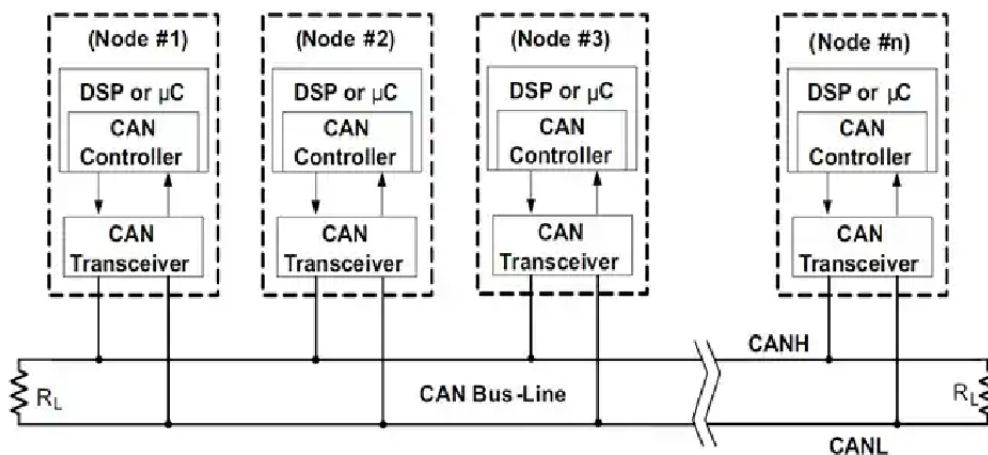 (Node #1)
DSP or µC
CAN
Controller
CAN
Transceiver
(Node #2)
DSP or µC
CAN
Controller
CAN
Transceiver
(Node #3)
DSP or µC
CAN
Controller
CAN
Transceiver
(Node #n)
DSP or µC
CAN
Controller
CAN
Transceiver
CANH
RL
CAN Bus-Line
RL
CANL